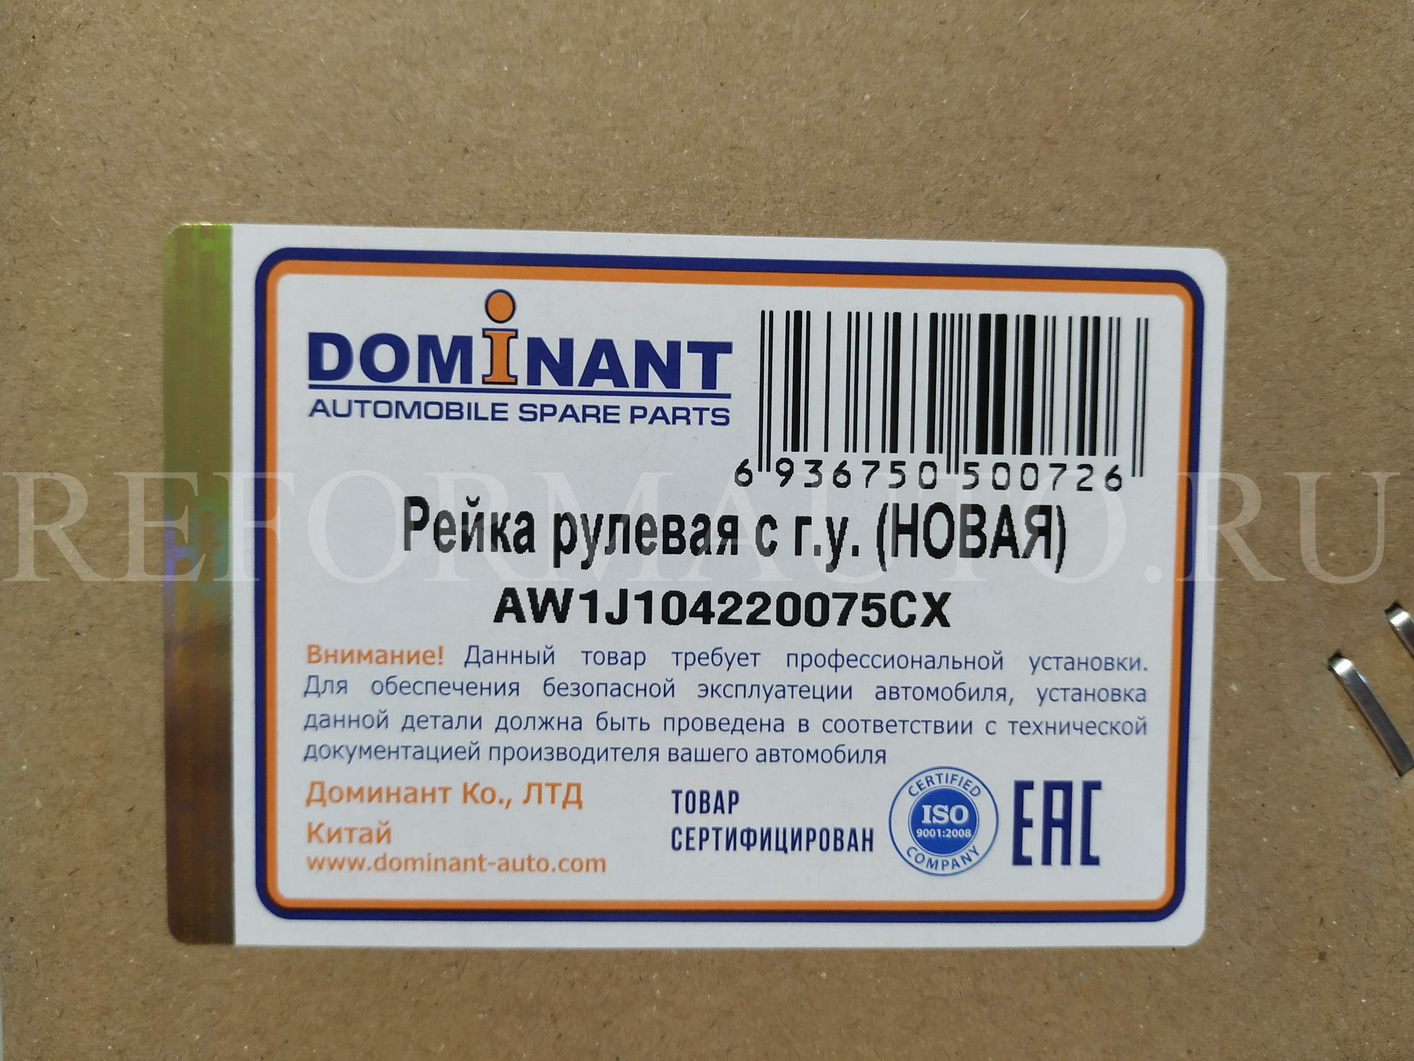 DOMiNANT
AUTOMOBILE SPARE PARTS
6 936750 500726
REFORMAUTO.RU
Рейка рулевая с г.у. (НОВАЯ)
AW1J104220075CX
Внимание! Данный товар требует профессиональной установки.
Для обеспечения безопасной эксплуатеции автомобиля, установка
данной детали должна быть проведена в соответствии с технической
документацией производителя вашего автомобиля
Доминант Ко., ЛТД
Китай
www.dominant-auto.com
ТОВАР
СЕРТИФИЦИРОВАН
CERTIFIED
ISO
9001:2008
COMPANY
EAC